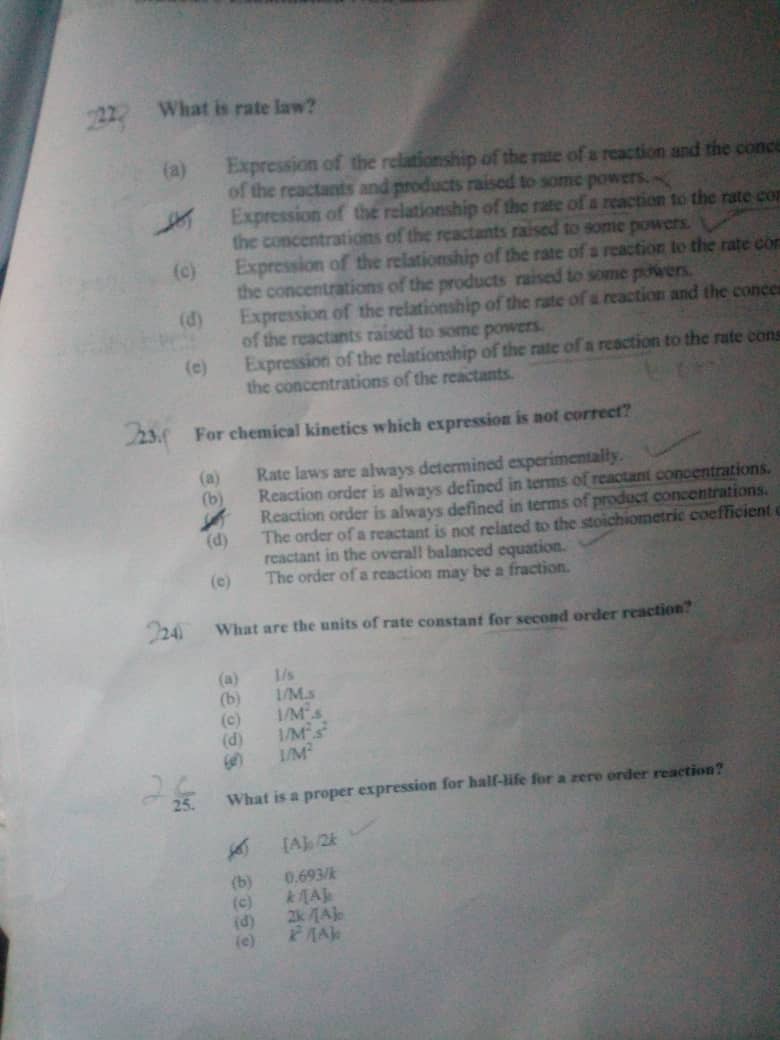 22. What is rate law?
(a) Expression of the relationship of the rate of a reaction and the conce
of the reactants and products raised to some powers.
(b) Expression of the relationship of the rate of a reaction to the rate con
the concentrations of the reactants raised to some powers.
(c) Expression of the relationship of the rate of a reaction to the rate con
the concentrations of the products raised to some powers.
(d) Expression of the relationship of the rate of a reaction and the concen
of the reactants raised to some powers.
(e) Expression of the relationship of the rate of a reaction to the rate cons
the concentrations of the reactants.
23. For chemical kinetics which expression is not correct?
(a) Rate laws are always determined experimentally.
(b) Reaction order is always defined in terms of reactant concentrations.
Reaction order is always defined in terms of product concentrations.
(d) The order of a reactant is not related to the stoichiometric coefficient
reactant in the overall balanced equation.
(e) The order of a reaction may be a fraction.
24. What are the units of rate constant for second order reaction?
(a) 1/s
(b) 1/M.s
(c) 1/M².s
(d) 1/M².s²
(e) 1/M²
25. What is a proper expression for half-life for a zero order reaction?
(a) [A]₀/2k
(b) 0.693/k
(c) k/[A]₀
(d) 2k/[A]₀
(e) k²/[A]₀